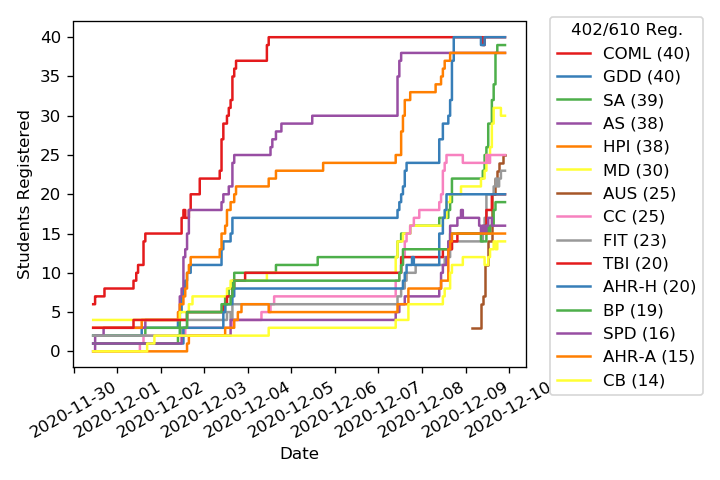 402/610 Reg.
COML (40)
GDD (40)
SA (39)
AS (38)
HPI (38)
MD (30)
AUS (25)
CC (25)
FIT (23)
TBI (20)
AHR-H (20)
BP (19)
SPD (16)
AHR-A (15)
CB (14)
Students Registered
40
35
30
25
20
15
10
5
0
2020-11-30
2020-12-01
2020-12-02
2020-12-03
2020-12-04
2020-12-05
2020-12-06
2020-12-07
2020-12-08
2020-12-09
2020-12-10
Date